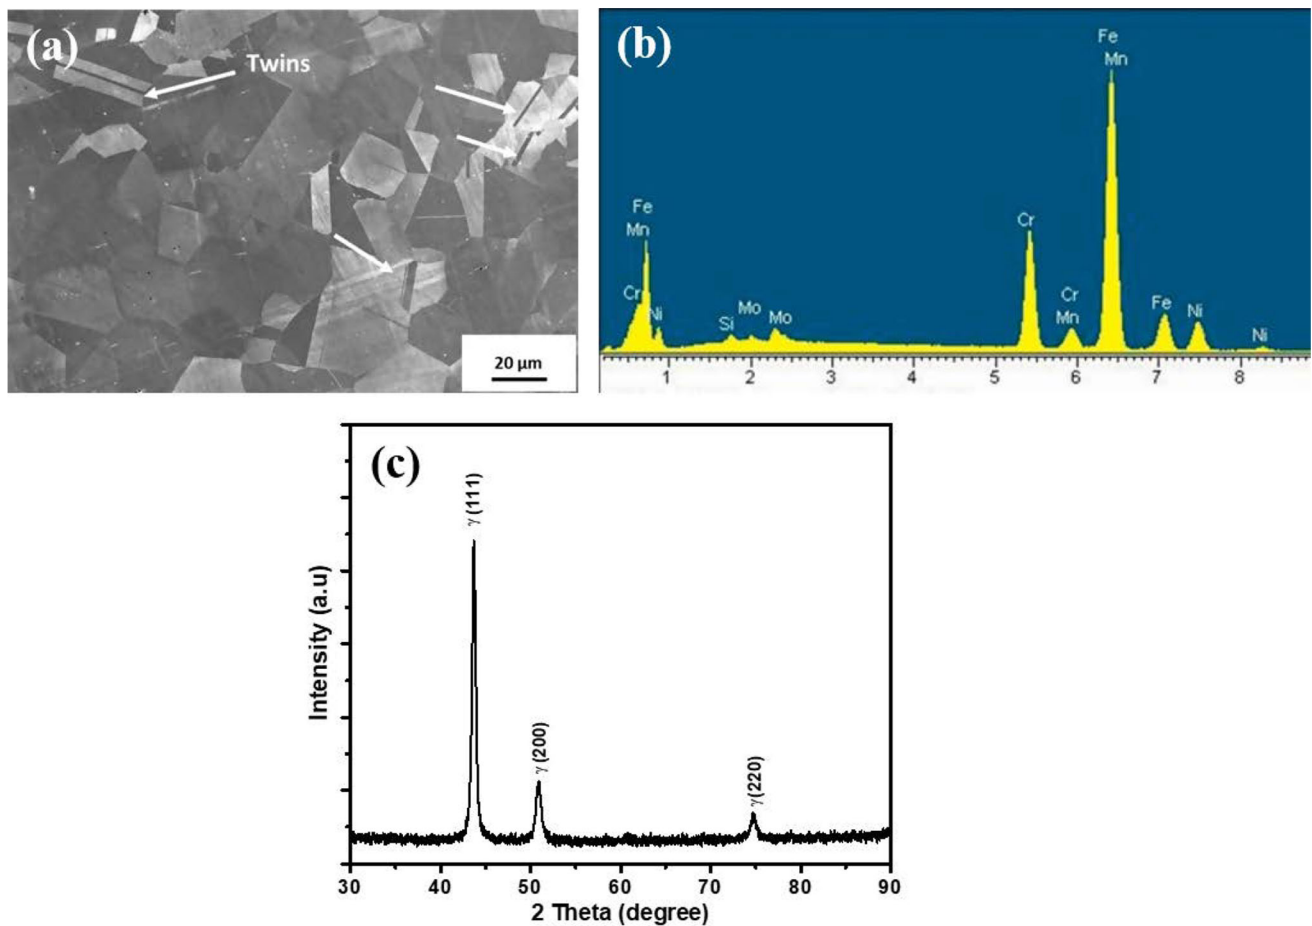 (a)
Twins
20 μm
(b)
Fe
Mn
Fe
Mn
Cr
Ni
Si
Mo
Mo
Cr
Cr
Mn
Fe
Ni
Ni
1 2 3 4 5 6 7 8
(c)
γ (111)
γ (200)
γ (220)
Intensity (a.u)
30 40 50 60 70 80 90
2 Theta (degree)